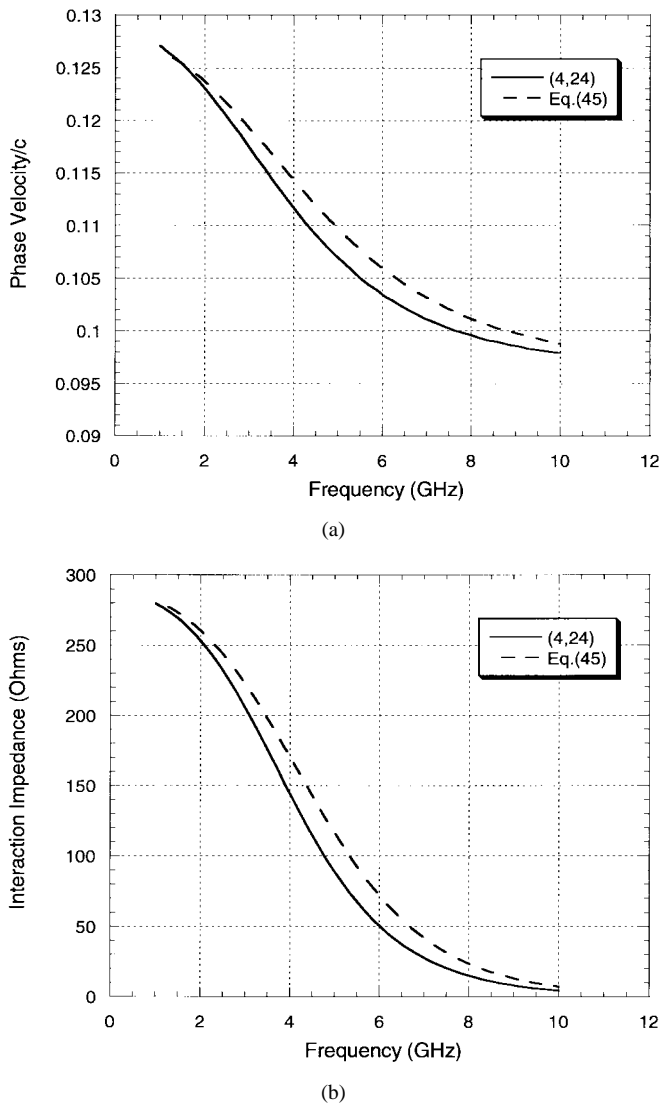 0.13
0.125
0.12
0.115
0.11
0.105
0.1
0.095
0.09
Phase Velocity/c
(4,24)
Eq.(45)
0 2 4 6 8 10 12
Frequency (GHz)
(a)
300
250
200
150
100
50
0
Interaction Impedance (Ohms)
(4,24)
Eq.(45)
0 2 4 6 8 10 12
Frequency (GHz)
(b)